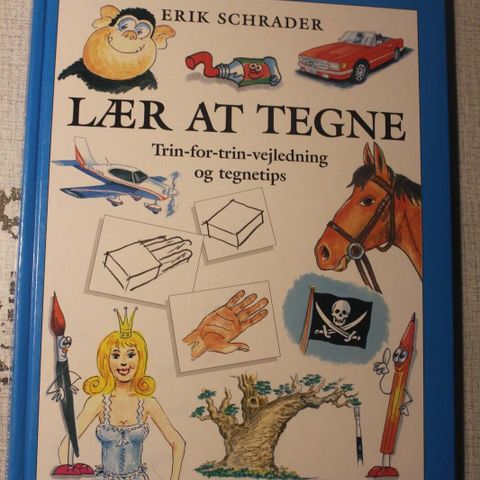 ERIK SCHRADER
LÆR AT TEGNE
Trin-for-trin-vejledning
og tegnetips